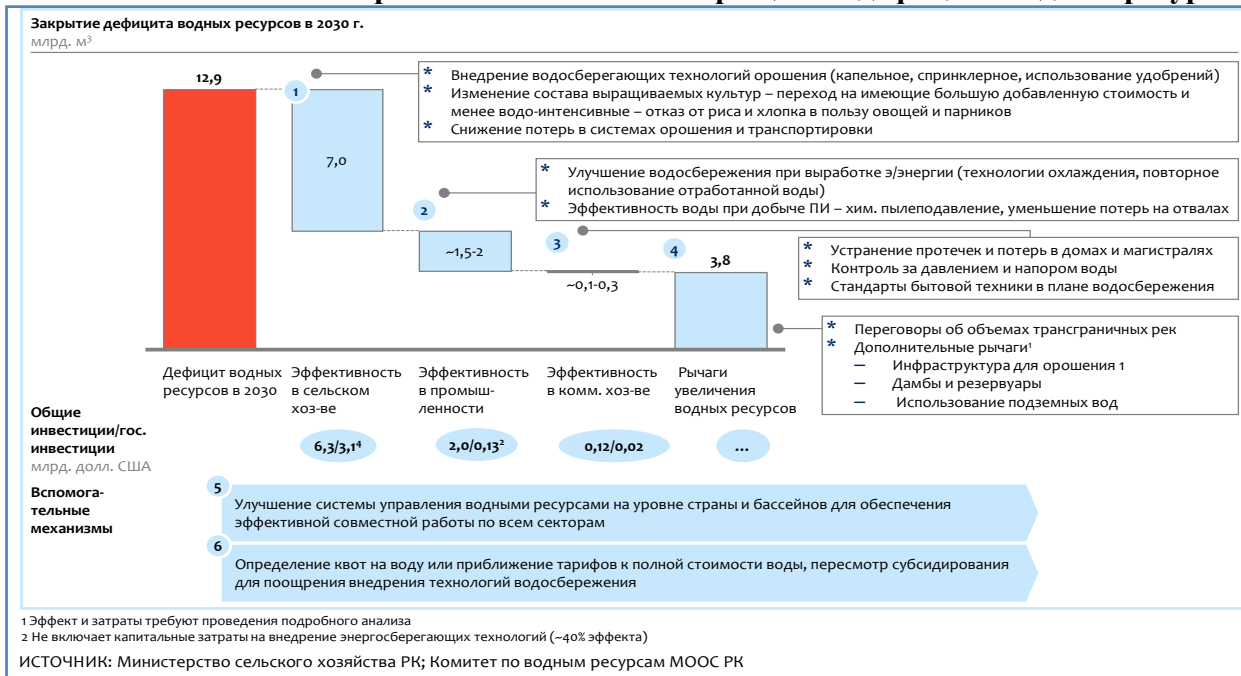 Закрытие дефицита водных ресурсов в 2030 г.
млрд. м³
12,9
1
7,0
* Внедрение водосберегающих технологий орошения (капельное, спринклерное, использование удобрений)
* Изменение состава выращиваемых культур – переход на имеющие большую добавленную стоимость и
менее водо-интенсивные – отказ от риса и хлопка в пользу овощей и парников
* Снижение потерь в системах орошения и транспортировки
2
~1,5-2
* Улучшение водосбережения при выработке э/энергии (технологии охлаждения, повторное
использование отработанной воды)
* Эффективность воды при добыче ПИ – хим. пылеподавление, уменьшение потерь на отвалах
3
~0,1-0,3
* Устранение протечек и потерь в домах и магистралях
* Контроль за давлением и напором воды
* Стандарты бытовой техники в плане водосбережения
4
3,8
* Переговоры об объемах трансграничных рек
* Дополнительные рычаги¹
– Инфраструктура для орошения 1
– Дамбы и резервуары
– Использование подземных вод
Дефицит водных
ресурсов в 2030
Эффективность
в сельском
хоз-ве
Эффективность
в промыш-
ленности
Эффективность
в комм. хоз-ве
Рычаги
увеличения
водных ресурсов
Общие
инвестиции/гос.
инвестиции
млрд. долл. США
6,3/3,1⁴
2,0/0,13²
0,12/0,02
...
Вспомога-
тельные
механизмы
5
Улучшение системы управления водными ресурсами на уровне страны и бассейнов для обеспечения
эффективной совместной работы по всем секторам
6
Определение квот на воду или приближение тарифов к полной стоимости воды, пересмотр субсидирования
для поощрения внедрения технологий водосбережения
1 Эффект и затраты требуют проведения подробного анализа
2 Не включает капитальные затраты на внедрение энергосберегающих технологий (~40% эффекта)
ИСТОЧНИК: Министерство сельского хозяйства РК; Комитет по водным ресурсам МООС РК